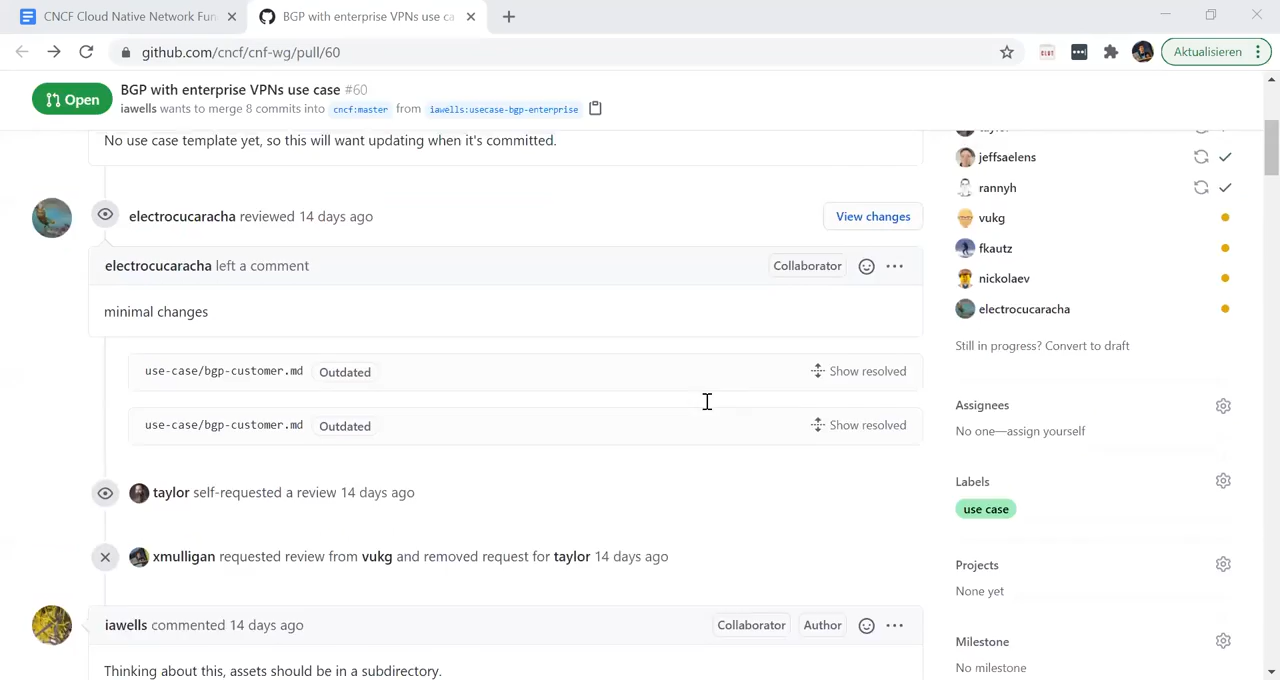 CNCF Cloud Native Network Fun
BGP with enterprise VPNs use ca
github.com/cncf/cnf-wg/pull/60
Aktualisieren
Open
BGP with enterprise VPNs use case #60
iawells wants to merge 8 commits into cncf:master from iawells:usecase-bgp-enterprise
No use case template yet, so this will want updating when it's committed.
electrocucaracha reviewed 14 days ago
View changes
electrocucaracha left a comment
Collaborator
minimal changes
use-case/bgp-customer.md Outdated
Show resolved
use-case/bgp-customer.md Outdated
Show resolved
taylor self-requested a review 14 days ago
xmulligan requested review from vukg and removed request for taylor 14 days ago
iawells commented 14 days ago
Collaborator Author
Thinking about this, assets should be in a subdirectory.
jeffsaelens
rannyh
vukg
fkautz
nickolaev
electrocucaracha
Still in progress? Convert to draft
Assignees
No one—assign yourself
Labels
use case
Projects
None yet
Milestone
No milestone